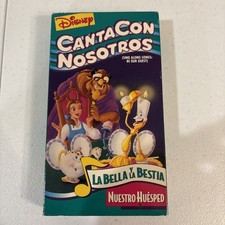 Disney
CANTA CON
NOSOTROS
(SING ALONG SONGS:
BE OUR GUEST)
LA BELLA Y LA BESTIA
NUESTRO HUÉSPED